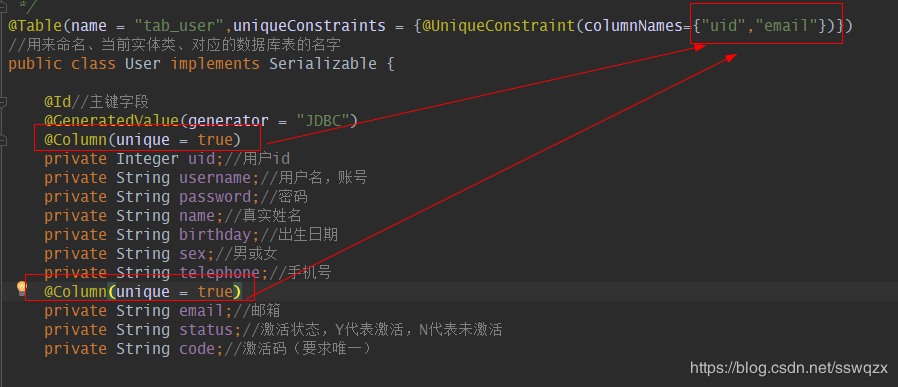 */
@Table(name = "tab_user",uniqueConstraints = {@UniqueConstraint(columnNames={"uid","email"})})
//用来命名、当前实体类、对应的数据库表的名字
public class User implements Serializable {
@Id//主键字段
@GeneratedValue(generator = "JDBC")
@Column(unique = true)
private Integer uid;//用户id
private String username;//用户名，账号
private String password;//密码
private String name;//真实姓名
private String birthday;//出生日期
private String sex;//男或女
private String telephone;//手机号
@Column(unique = true)
private String email;//邮箱
private String status;//激活状态，Y代表激活，N代表未激活
private String code;//激活码（要求唯一）
https://blog.csdn.net/sswqzx